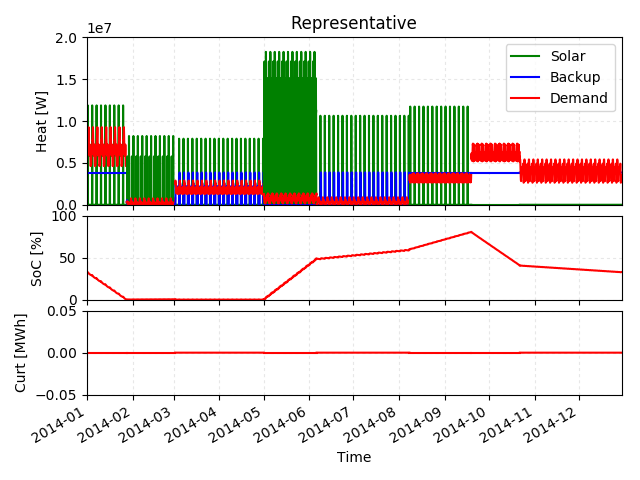 Representative
1e7
2.0
1.5
1.0
0.5
0.0
Heat [W]
Solar
Backup
Demand
100
50
0
SoC [%]
0.05
0.00
−0.05
Curt [MWh]
2014-01
2014-02
2014-03
2014-04
2014-05
2014-06
2014-07
2014-08
2014-09
2014-10
2014-11
2014-12
Time